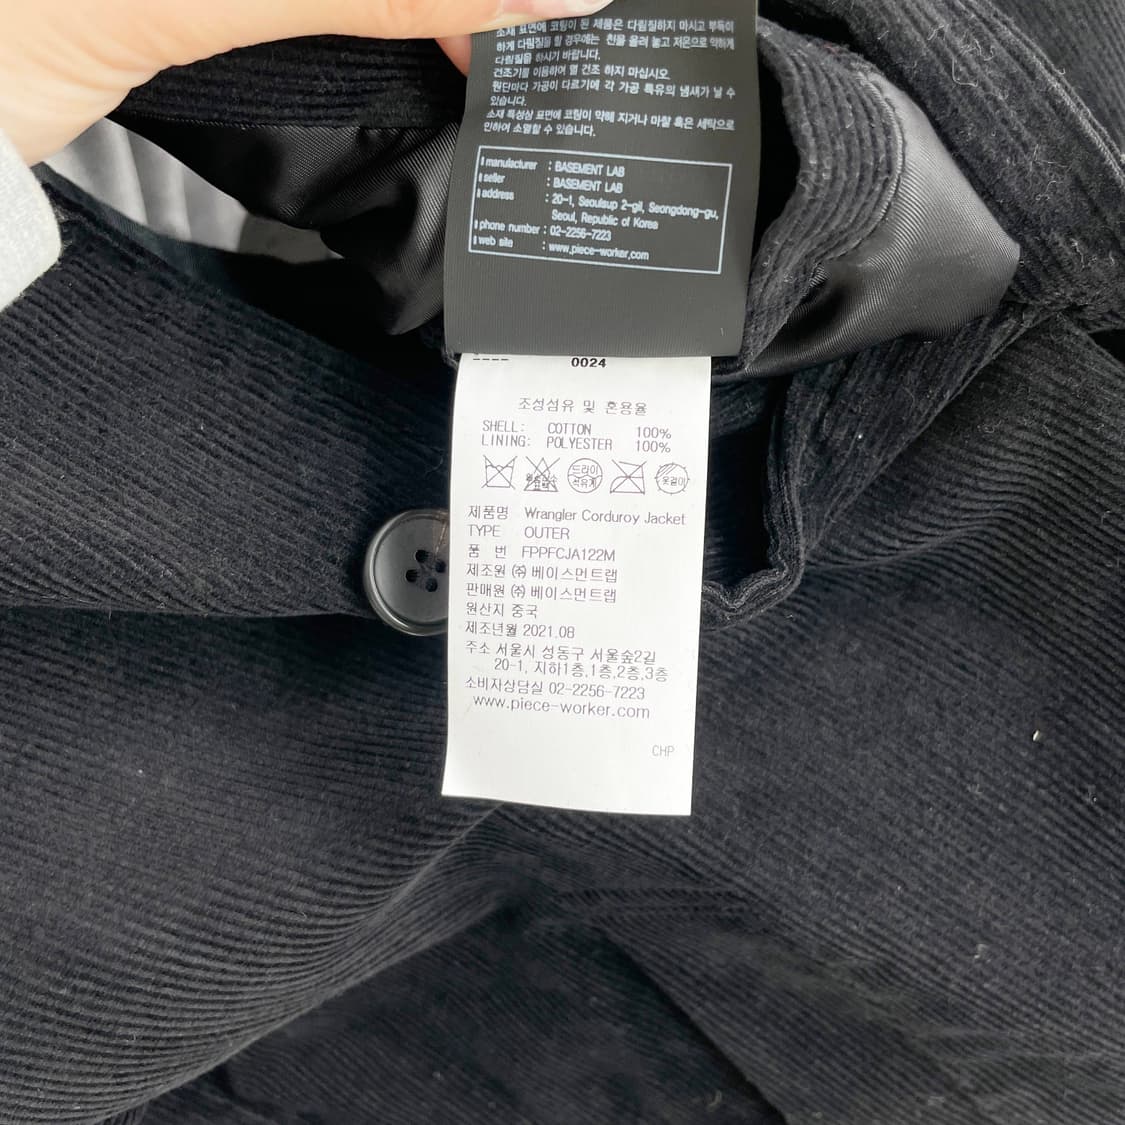 소재 표면에 코팅이 된 제품은 다림질하지 마시고 부득이
하게 다림질을 할 경우에는 천을 올려 놓고 저온으로 약하게
다림질을 하시기 바랍니다.
건조기를 이용하여 열 건조 하지 마십시오
원단마다 가공이 다르기에 각 가공 특유의 냄새가 날 수
있습니다.
소재 특성상 표면에 코팅이 약해 지거나 마찰 혹은 세탁으로
인하여 소멸할 수 있습니다.
manufacturer : BASEMENT LAB
seller : BASEMENT LAB
address : 20-1, Seoulsup 2-gil, Seongdong-gu,
Seoul, Republic of Korea
phone number : 02-2256-7223
web site : www.piece-worker.com
0024
조성섬유 및 혼용율
SHELL: COTTON 100%
LINING: POLYESTER 100%
드라이
석유계
옷걸이
제품명 Wrangler Corduroy Jacket
TYPE OUTER
품 번 FPPFCJA122M
제조원 ㈜ 베이스먼트랩
판매원 ㈜ 베이스먼트랩
원산지 중국
제조년월 2021.08
주소 서울시 성동구 서울숲2길
20-1, 지하1층,1층,2층,3층
소비자상담실 02-2256-7223
www.piece-worker.com
CHP